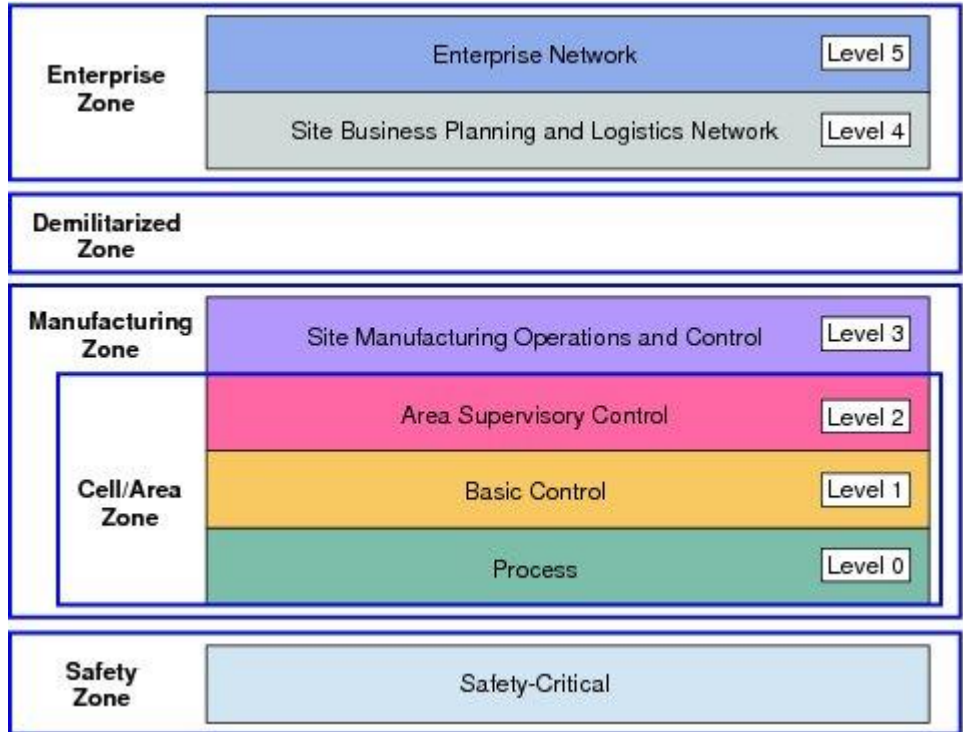 Enterprise
Zone
Enterprise Network
Level 5
Site Business Planning and Logistics Network
Level 4
Demilitarized
Zone
Manufacturing
Zone
Site Manufacturing Operations and Control
Level 3
Cell/Area
Zone
Area Supervisory Control
Level 2
Basic Control
Level 1
Process
Level 0
Safety
Zone
Safety-Critical